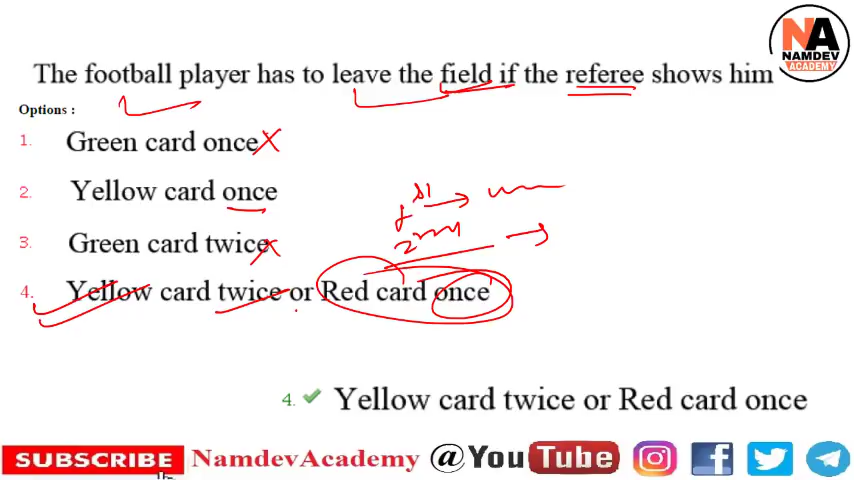 NA
NAMDEV
ACADEMY
The football player has to leave the field if the referee shows him
Options :
1. Green card once
2. Yellow card once
3. Green card twice
4. Yellow card twice or Red card once
4. Yellow card twice or Red card once
SUBSCRIBE NamdevAcademy @YouTube